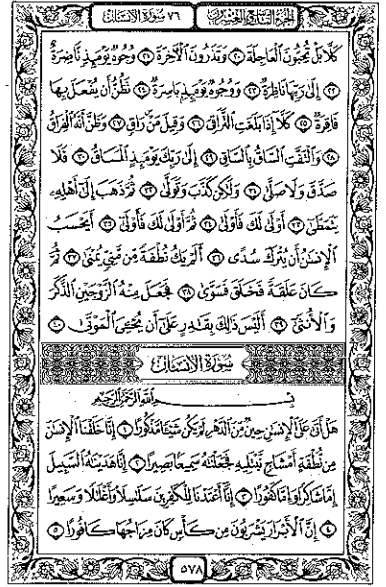 الجزء التاسع والعشرون ٧٦ سورة الإنسان
كَلَّا بَلْ تُحِبُّونَ الْعَاجِلَةَ ٢٠ وَتَذَرُونَ الْآخِرَةَ ٢١ وُجُوهٌ يَوْمَئِذٍ نَاضِرَةٌ
٢٢ إِلَى رَبِّهَا نَاظِرَةٌ ٢٣ وَوُجُوهٌ يَوْمَئِذٍ بَاسِرَةٌ ٢٤ تَظُنُّ أَن يُفْعَلَ بِهَا
فَاقِرَةٌ ٢٥ كَلَّا إِذَا بَلَغَتِ التَّرَاقِيَ ٢٦ وَقِيلَ مَنْ رَاقٍ ٢٧ وَظَنَّ أَنَّهُ الْفِرَاقُ
٢٨ وَالْتَفَّتِ السَّاقُ بِالسَّاقِ ٢٩ إِلَى رَبِّكَ يَوْمَئِذٍ الْمَسَاقُ ٣٠ فَلَا
صَدَّقَ وَلَا صَلَّى ٣١ وَلَكِن كَذَّبَ وَتَوَلَّى ٣٢ ثُمَّ ذَهَبَ إِلَى أَهْلِهِ
يَتَمَطَّى ٣٣ أَوْلَى لَكَ فَأَوْلَى ٣٤ ثُمَّ أَوْلَى لَكَ فَأَوْلَى ٣٥ أَيَحْسَبُ
الْإِنسَانُ أَن يُتْرَكَ سُدًى ٣٦ أَلَمْ يَكُ نُطْفَةً مِّن مَّنِيٍّ يُمْنَى ٣٧ ثُمَّ
كَانَ عَلَقَةً فَخَلَقَ فَسَوَّى ٣٨ فَجَعَلَ مِنْهُ الزَّوْجَيْنِ الذَّكَرَ
وَالْأُنثَى ٣٩ أَلَيْسَ ذَلِكَ بِقَادِرٍ عَلَى أَن يُحْيِيَ الْمَوْتَى ٤٠
سُورَةُ الْإِنسَانِ
بِسْمِ اللَّهِ الرَّحْمَنِ الرَّحِيمِ
هَلْ أَتَى عَلَى الْإِنسَانِ حِينٌ مِّنَ الدَّهْرِ لَمْ يَكُن شَيْئًا مَّذْكُورًا ١ إِنَّا خَلَقْنَا الْإِنسَانَ
مِن نُّطْفَةٍ أَمْشَاجٍ نَّبْتَلِيهِ فَجَعَلْنَاهُ سَمِيعًا بَصِيرًا ٢ إِنَّا هَدَيْنَاهُ السَّبِيلَ
إِمَّا شَاكِرًا وَإِمَّا كَفُورًا ٣ إِنَّا أَعْتَدْنَا لِلْكَافِرِينَ سَلَاسِلَا وَأَغْلَالًا وَسَعِيرًا
٤ إِنَّ الْأَبْرَارَ يَشْرَبُونَ مِن كَأْسٍ كَانَ مِزَاجُهَا كَافُورًا ٥
٥٧٨